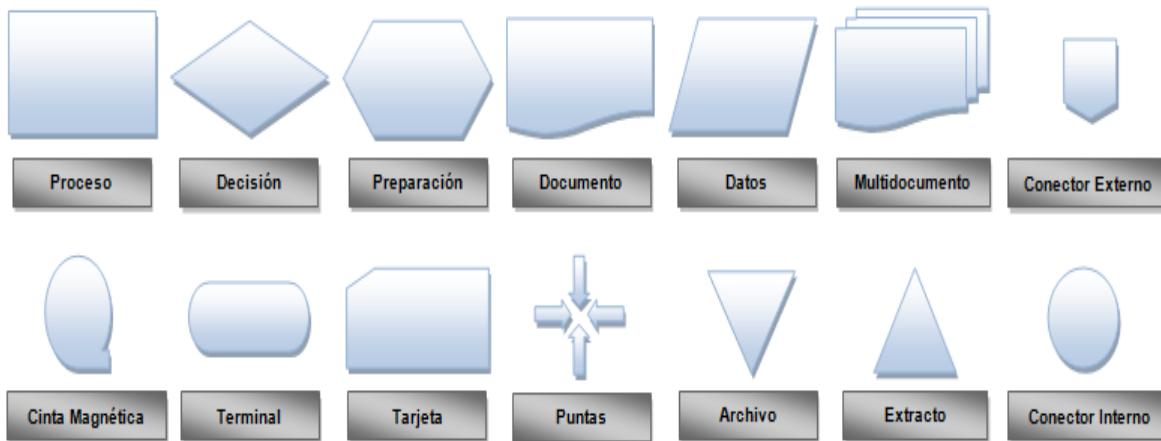 Proceso
Decisión
Preparación
Documento
Datos
Multidocumento
Conector Externo
Cinta Magnética
Terminal
Tarjeta
Puntas
Archivo
Extracto
Conector Interno